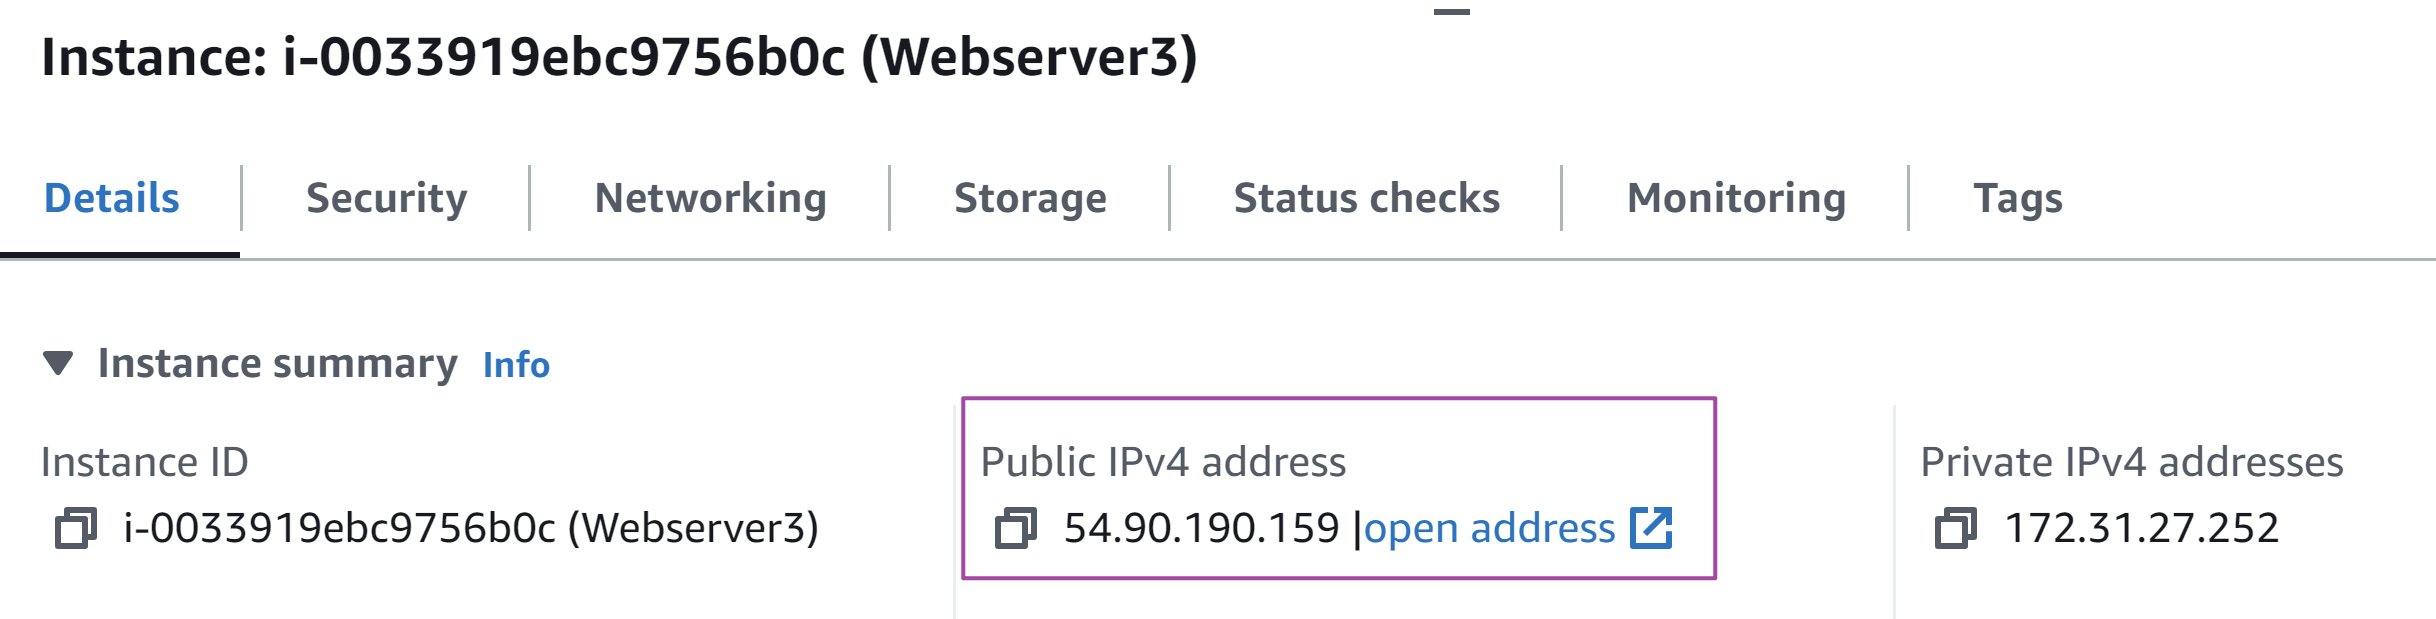 Instance: i-0033919ebc9756b0c (Webserver3)
Details Security Networking Storage Status checks Monitoring Tags
Instance summary Info
Instance ID
i-0033919ebc9756b0c (Webserver3)
Public IPv4 address
54.90.190.159 |open address
Private IPv4 addresses
172.31.27.252